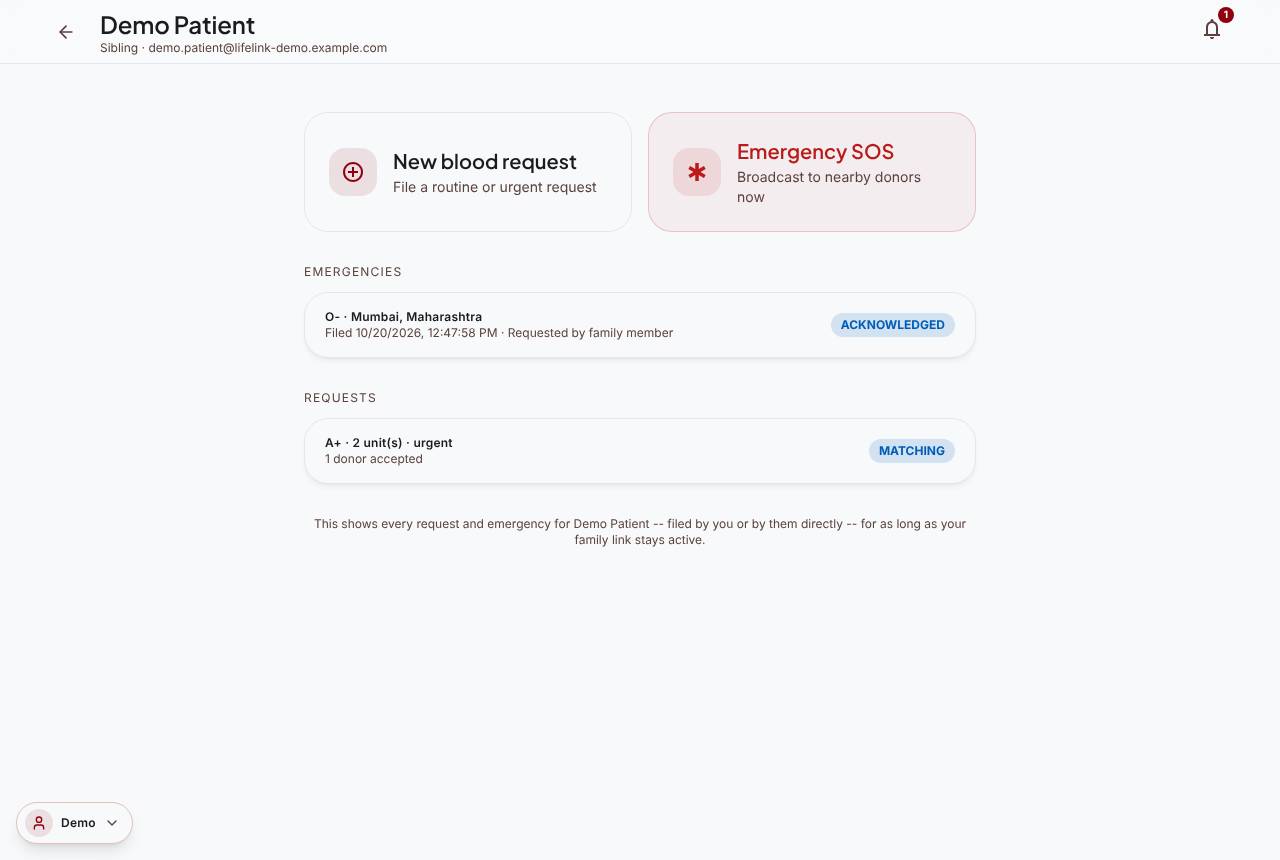 Demo Patient
Sibling · demo.patient@lifelink-demo.example.com
1
New blood request
File a routine or urgent request
Emergency SOS
Broadcast to nearby donors
now
EMERGENCIES
O- · Mumbai, Maharashtra
Filed 10/20/2026, 12:47:58 PM · Requested by family member
ACKNOWLEDGED
REQUESTS
A+ · 2 unit(s) · urgent
1 donor accepted
MATCHING
This shows every request and emergency for Demo Patient -- filed by you or by them directly -- for as long as your
family link stays active.
Demo